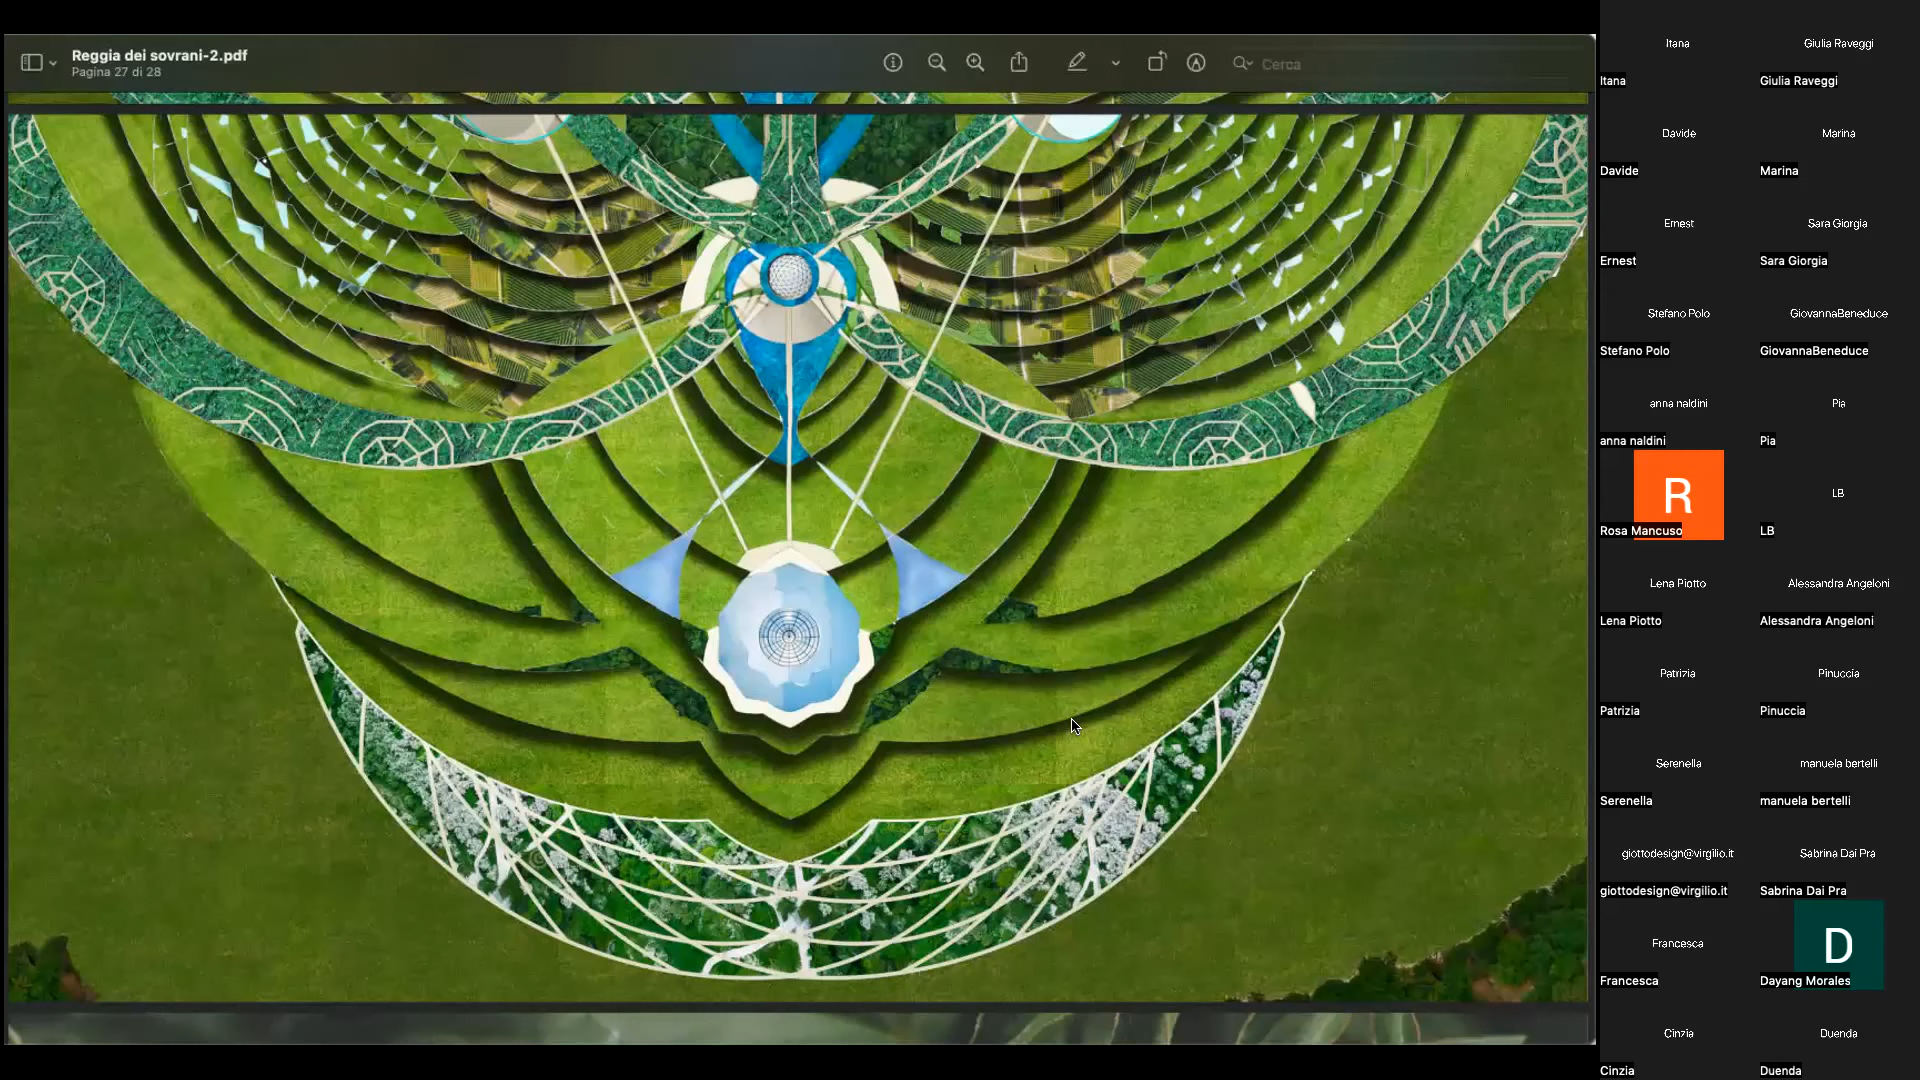 Reggia dei sovrani-2.pdf
Pagina 27 di 28
Cerca
Itana
Giulia Raveggi
Itana
Giulia Raveggi
Davide
Marina
Davide
Marina
Ernest
Sara Giorgia
Ernest
Sara Giorgia
Stefano Polo
GiovannaBeneduce
Stefano Polo
GiovannaBeneduce
anna naldini
Pia
anna naldini
Pia
R
LB
Rosa Mancuso
LB
Lena Piotto
Alessandra Angeloni
Lena Piotto
Alessandra Angeloni
Patrizia
Pinuccia
Patrizia
Pinuccia
Serenella
manuela bertelli
Serenella
manuela bertelli
giottodesign@virgilio.it
Sabrina Dai Pra
giottodesign@virgilio.it
Sabrina Dai Pra
Francesca
D
Francesca
Dayang Morales
Cinzia
Duenda
Cinzia
Duenda